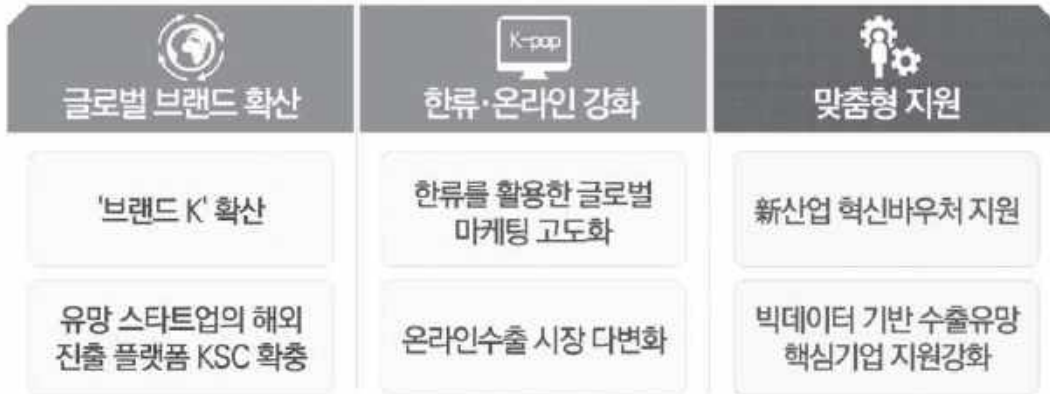 K-pop
글로벌 브랜드 확산
한류·온라인 강화
맞춤형 지원
'브랜드 K' 확산
한류를 활용한 글로벌
마케팅 고도화
新산업 혁신바우처 지원
유망 스타트업의 해외
진출 플랫폼 KSC 확충
온라인수출 시장 다변화
빅데이터 기반 수출유망
핵심기업 지원강화